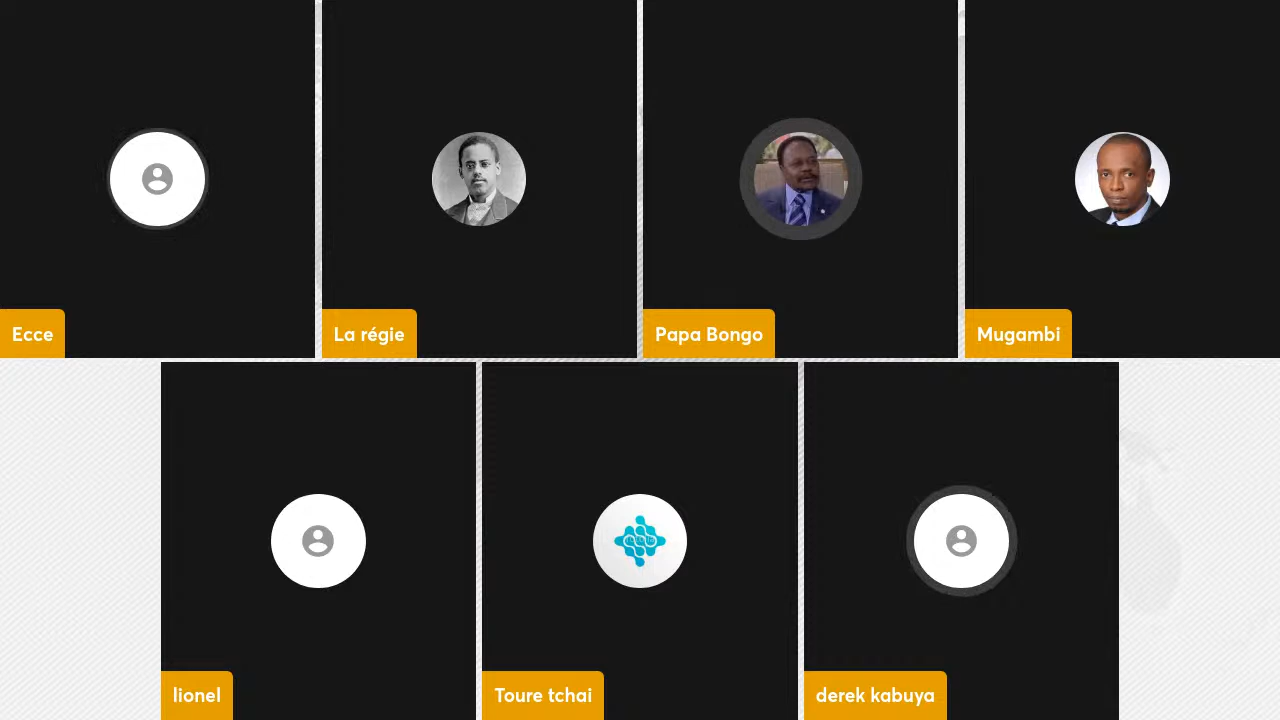 Ecce
La régie
Papa Bongo
Mugambi
lionel
Toure tchai
derek kabuya